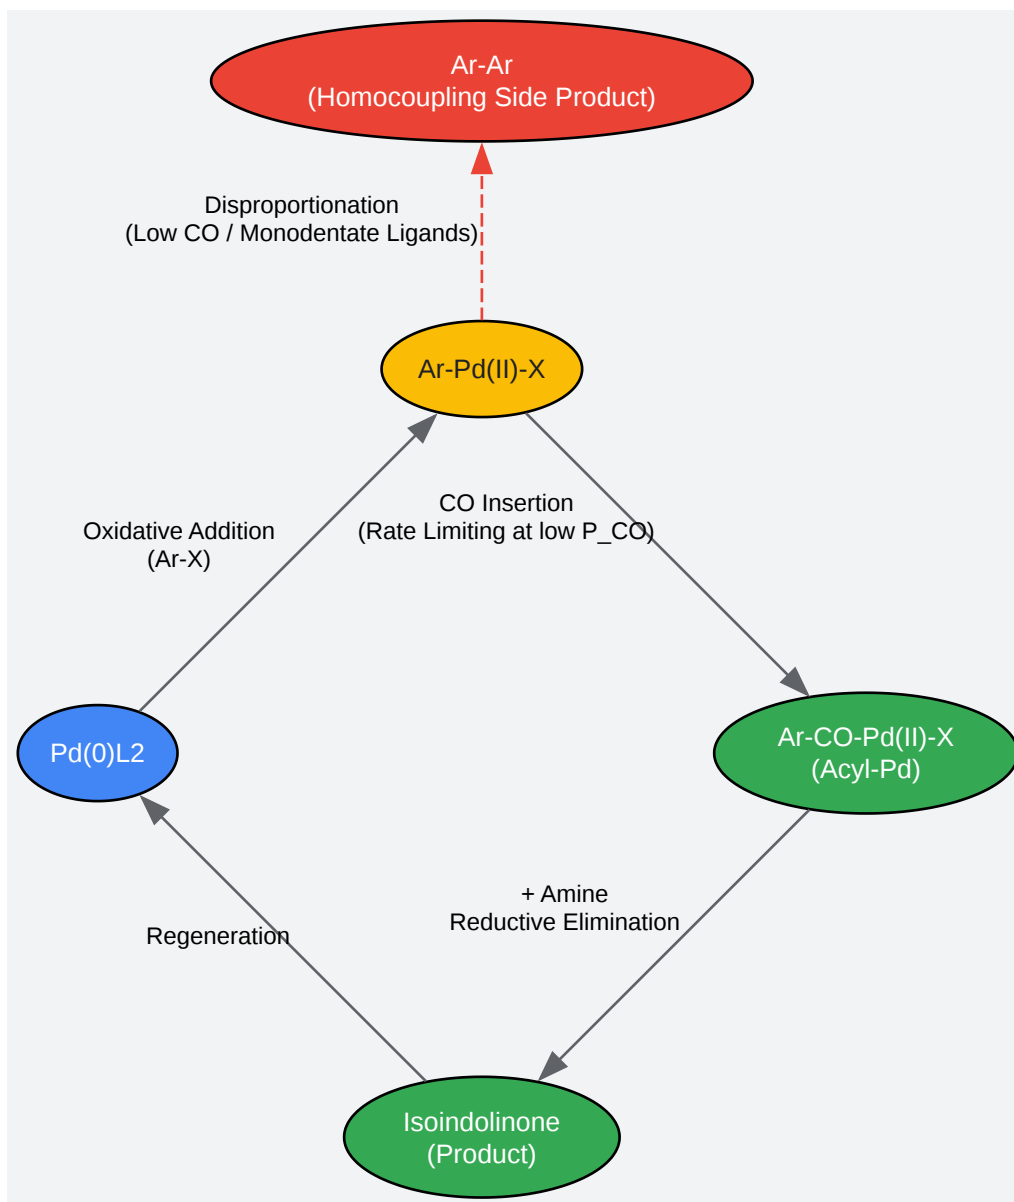 Ar-Ar
(Homocoupling Side Product)
Disproportionation
(Low CO / Monodentate Ligands)
Ar-Pd(II)-X
CO Insertion
(Rate Limiting at low P_CO)
Oxidative Addition
(Ar-X)
Pd(0)L2
Ar-CO-Pd(II)-X
(Acyl-Pd)
+ Amine
Reductive Elimination
Regeneration
Isoindolinone
(Product)